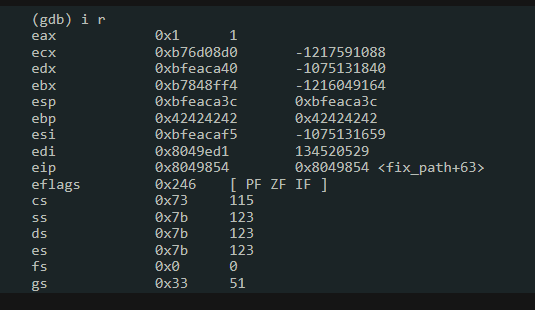 (gdb) i r
eax 0x1 1
ecx 0xb76d08d0 -1217591088
edx 0xbfeaca40 -1075131840
ebx 0xb7848ff4 -1216049164
esp 0xbfeaca3c 0xbfeaca3c
ebp 0x42424242 0x42424242
esi 0xbfeacaf5 -1075131659
edi 0x8049ed1 134520529
eip 0x8049854 0x8049854 <fix_path+63>
eflags 0x246 [ PF ZF IF ]
cs 0x73 115
ss 0x7b 123
ds 0x7b 123
es 0x7b 123
fs 0x0 0
gs 0x33 51